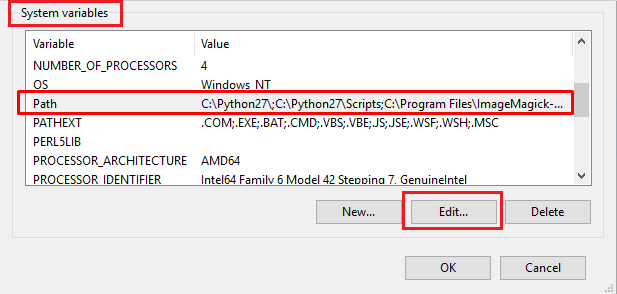 System variables
Variable Value
NUMBER_OF_PROCESSORS 4
OS Windows_NT
Path C:\Python27\;C:\Python27\Scripts;C:\Program Files\ImageMagick-...
PATHEXT .COM;.EXE;.BAT;.CMD;.VBS;.VBE;.JS;.JSE;.WSF;.WSH;.MSC
PERL5LIB
PROCESSOR_ARCHITECTURE AMD64
PROCESSOR_IDENTIFIER Intel64 Family 6 Model 42 Stepping 7, GenuineIntel
New... Edit... Delete
OK Cancel